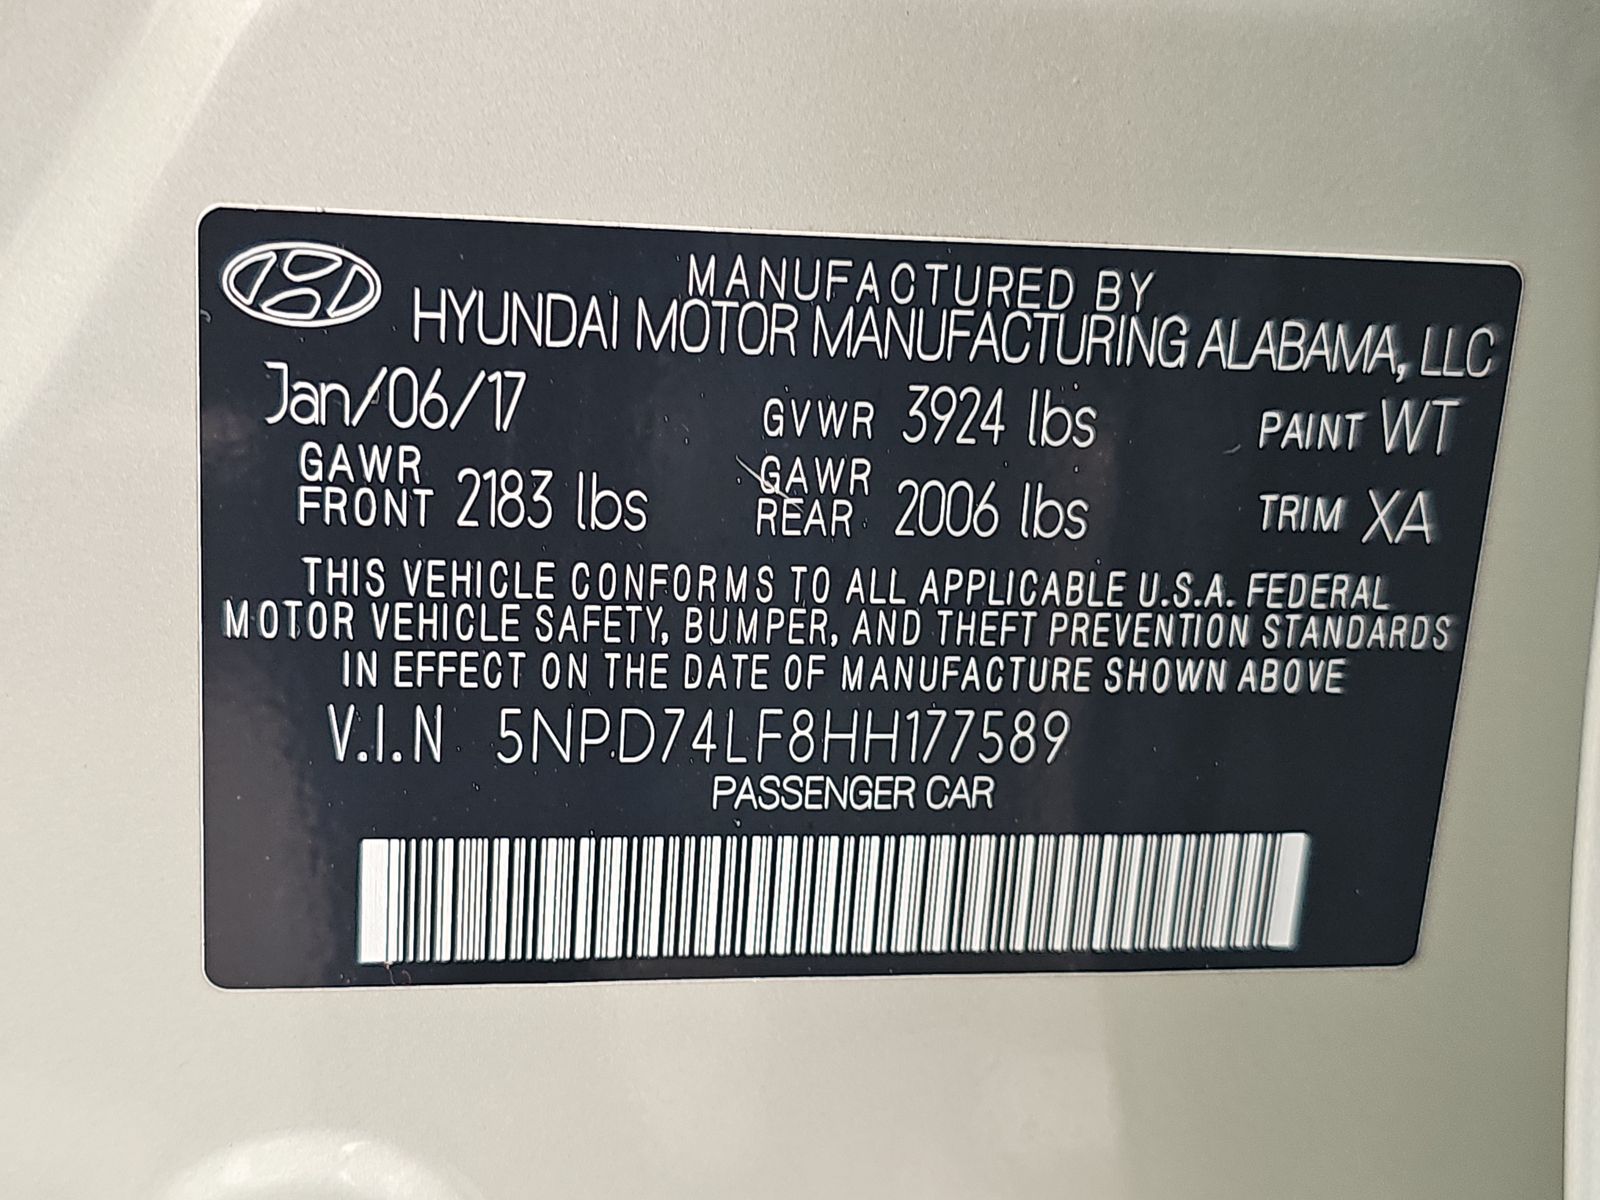 MANUFACTURED BY
HYUNDAI MOTOR MANUFACTURING ALABAMA, LLC
Jan/06/17 GVWR 3924 lbs PAINT WT
GAWR FRONT 2183 lbs GAWR REAR 2006 lbs TRIM XA
THIS VEHICLE CONFORMS TO ALL APPLICABLE U.S.A. FEDERAL
MOTOR VEHICLE SAFETY, BUMPER, AND THEFT PREVENTION STANDARDS
IN EFFECT ON THE DATE OF MANUFACTURE SHOWN ABOVE
V.I.N 5NPD74LF8HH177589
PASSENGER CAR